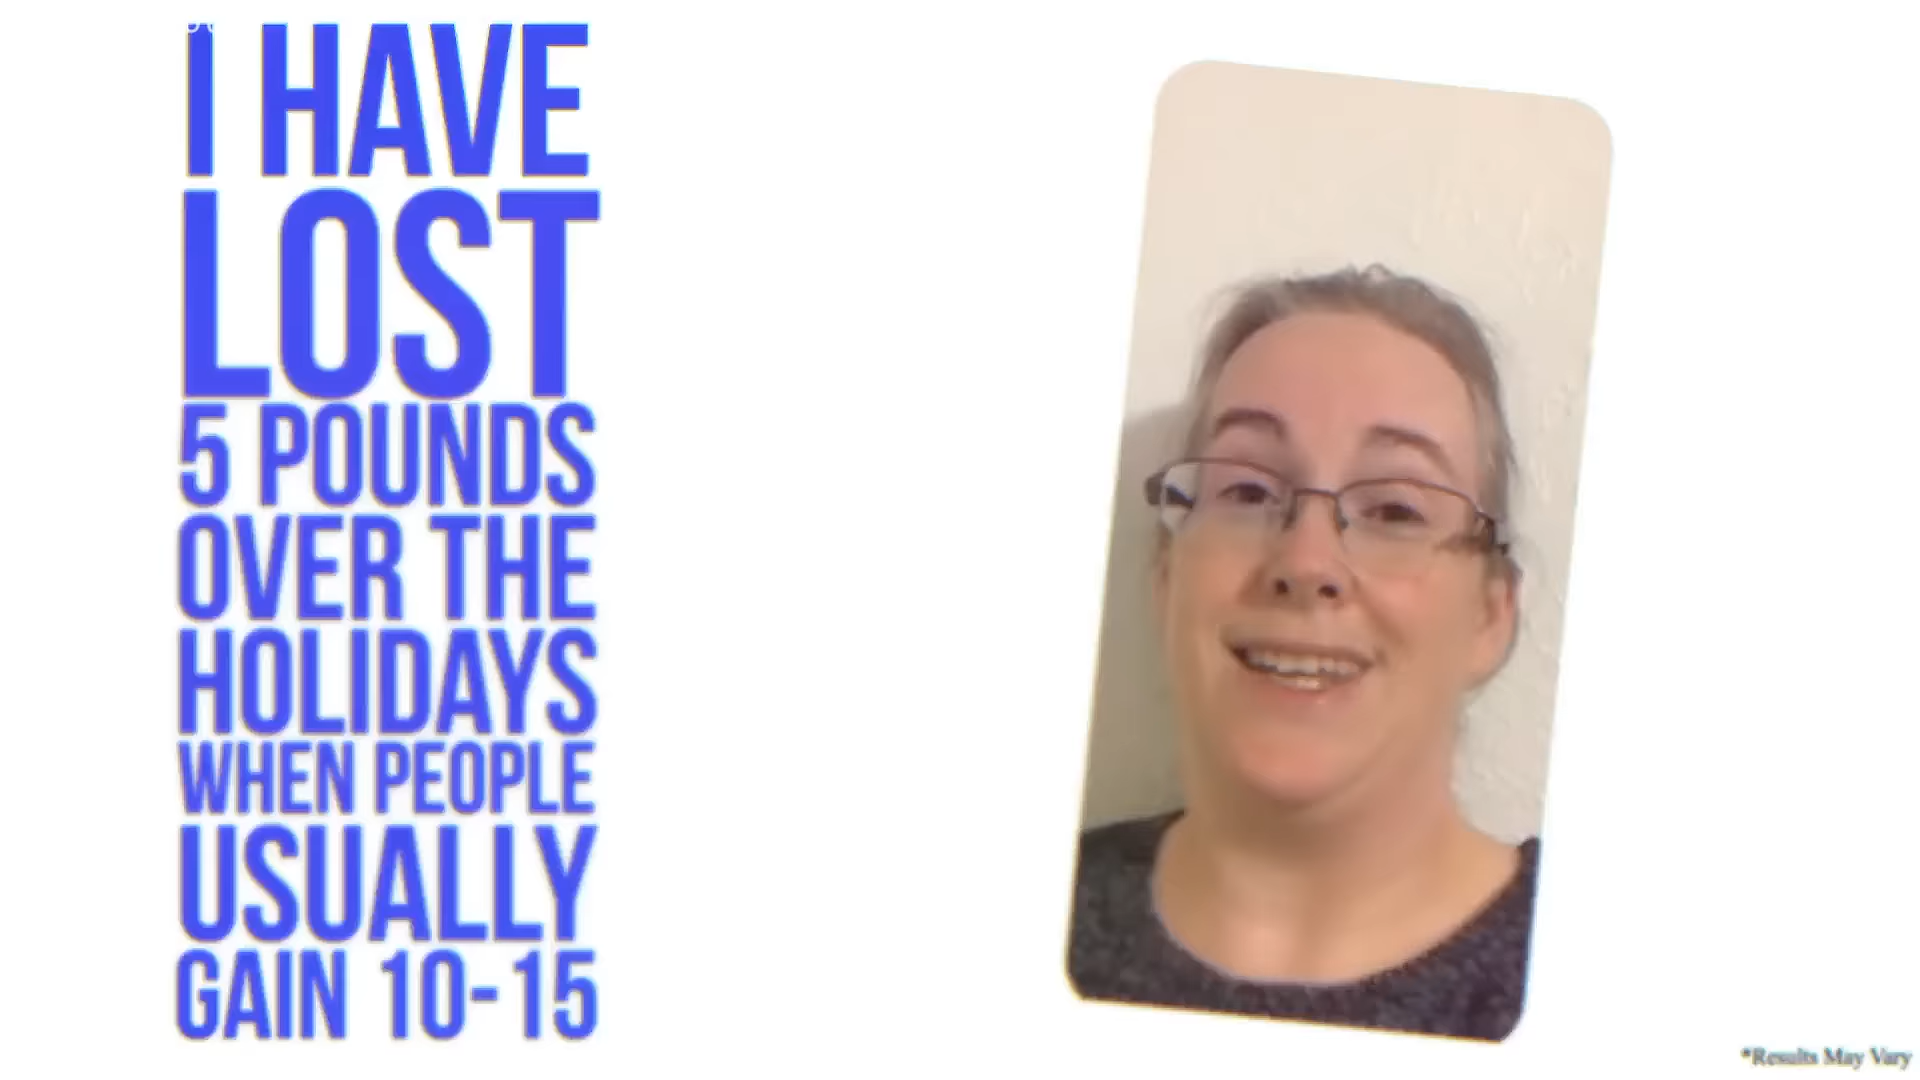 I HAVE
LOST
5 POUNDS
OVER THE
HOLIDAYS
WHEN PEOPLE
USUALLY
GAIN 10-15
*Results May Vary